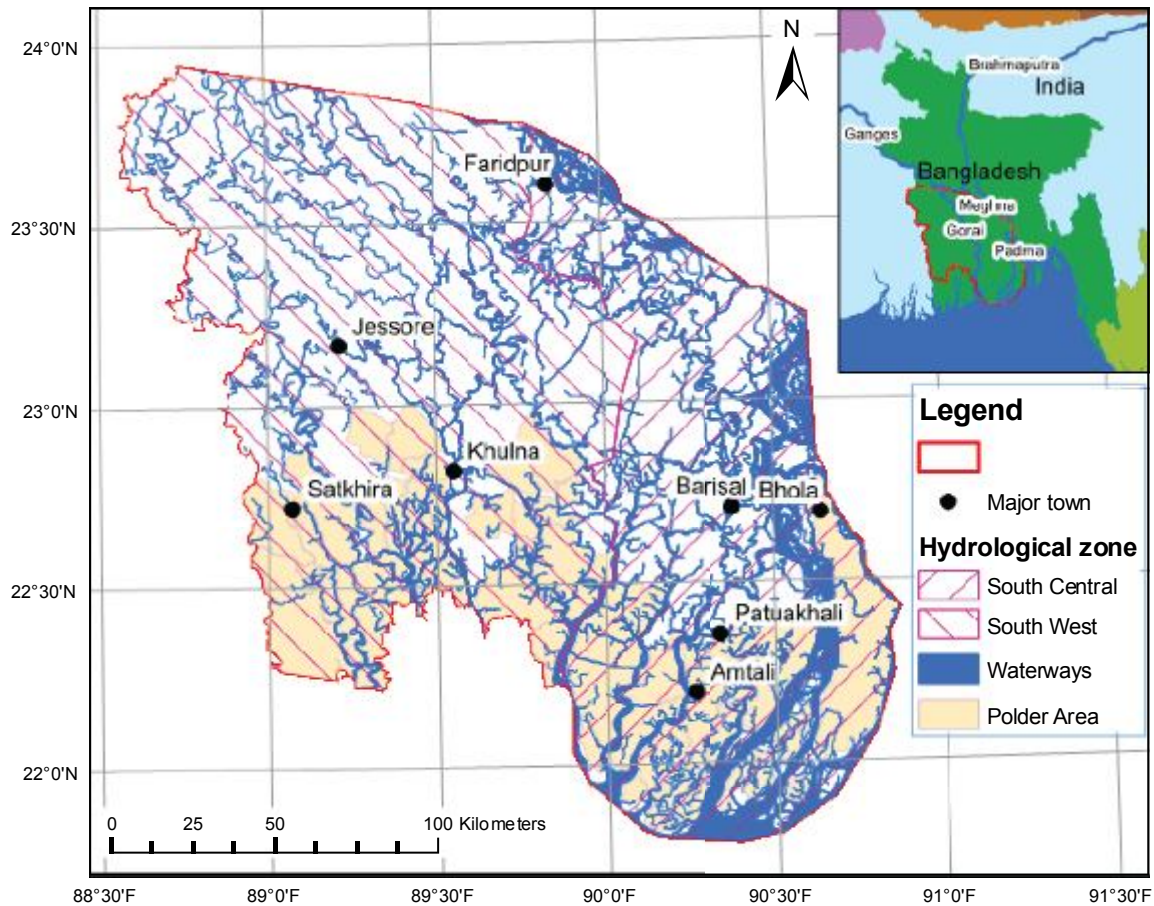 24°0'N
23°30'N
23°0'N
22°30'N
22°0'N
N
Faridpur
Jessore
Khulna
Satkhira
Barisal
Bhola
Patuakhali
Amtali
Brahmaputra
India
Ganges
Bangladesh
Meghna
Gorai
Padma
Legend
Major town
Hydrological zone
South Central
South West
Waterways
Polder Area
0 25 50 100 Kilometers
88°30'F 89°0'F 89°30'F 90°0'F 90°30'F 91°0'F 91°30'F